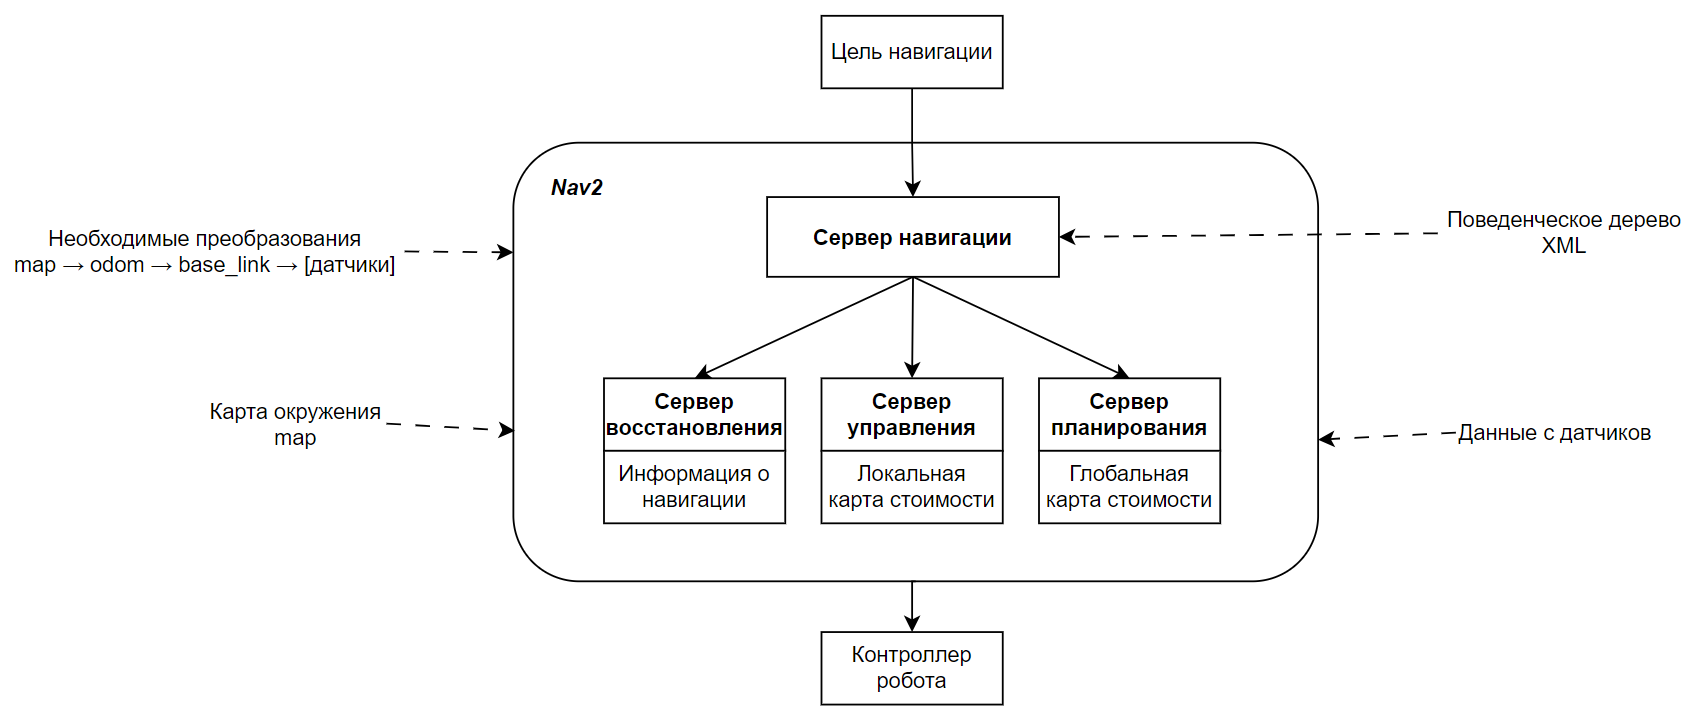 Цель навигации
Nav2
Сервер навигации
Необходимые преобразования
map → odom → base_link → [датчики]
Поведенческое дерево
XML
Карта окружения
map
Сервер
восстановления
Информация о
навигации
Сервер
управления
Локальная
карта стоимости
Сервер
планирования
Глобальная
карта стоимости
Данные с датчиков
Контроллер
робота